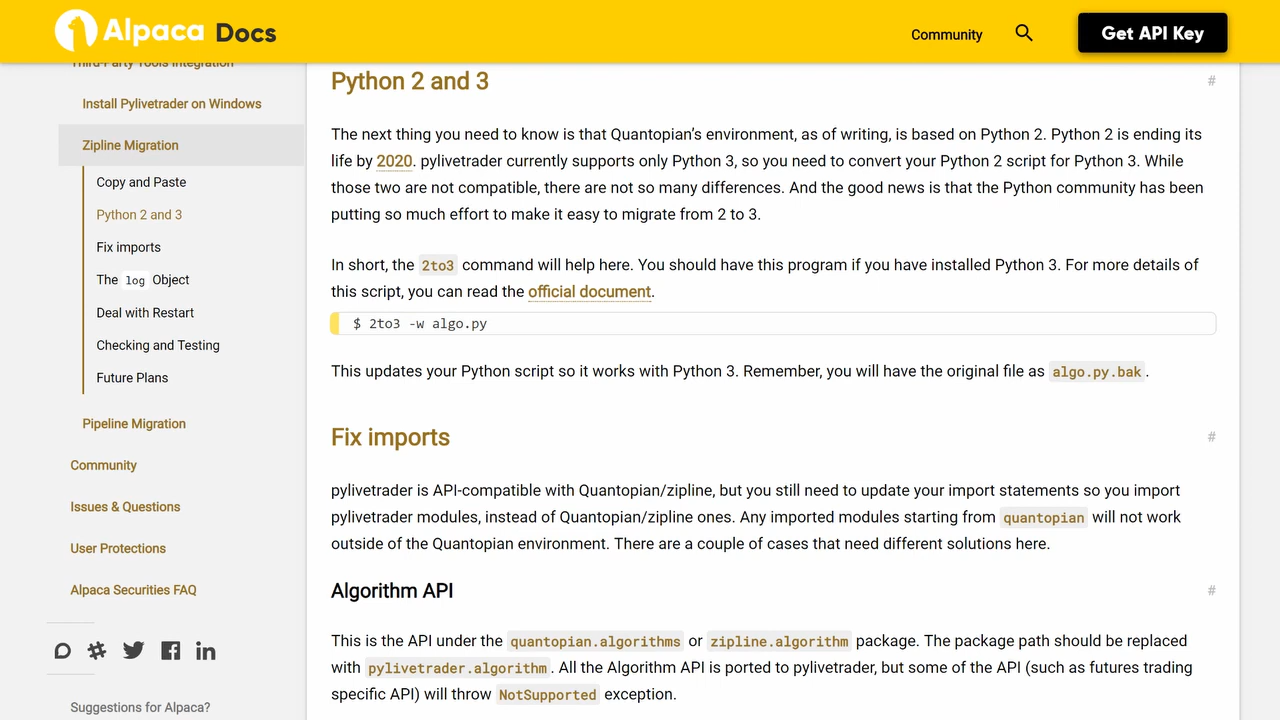 Alpaca Docs
Community
Get API Key
Third-Party Tools Integration
Install Pylivetrader on Windows
Zipline Migration
Copy and Paste
Python 2 and 3
Fix imports
The log Object
Deal with Restart
Checking and Testing
Future Plans
Pipeline Migration
Community
Issues & Questions
User Protections
Alpaca Securities FAQ
Suggestions for Alpaca?
Python 2 and 3 #
The next thing you need to know is that Quantopian's environment, as of writing, is based on Python 2. Python 2 is ending its
life by 2020. pylivetrader currently supports only Python 3, so you need to convert your Python 2 script for Python 3. While
those two are not compatible, there are not so many differences. And the good news is that the Python community has been
putting so much effort to make it easy to migrate from 2 to 3.
In short, the 2to3 command will help here. You should have this program if you have installed Python 3. For more details of
this script, you can read the official document.
$ 2to3 -w algo.py
This updates your Python script so it works with Python 3. Remember, you will have the original file as algo.py.bak.
Fix imports #
pylivetrader is API-compatible with Quantopian/zipline, but you still need to update your import statements so you import
pylivetrader modules, instead of Quantopian/zipline ones. Any imported modules starting from quantopian will not work
outside of the Quantopian environment. There are a couple of cases that need different solutions here.
Algorithm API #
This is the API under the quantopian.algorithms or zipline.algorithm package. The package path should be replaced
with pylivetrader.algorithm. All the Algorithm API is ported to pylivetrader, but some of the API (such as futures trading
specific API) will throw NotSupported exception.